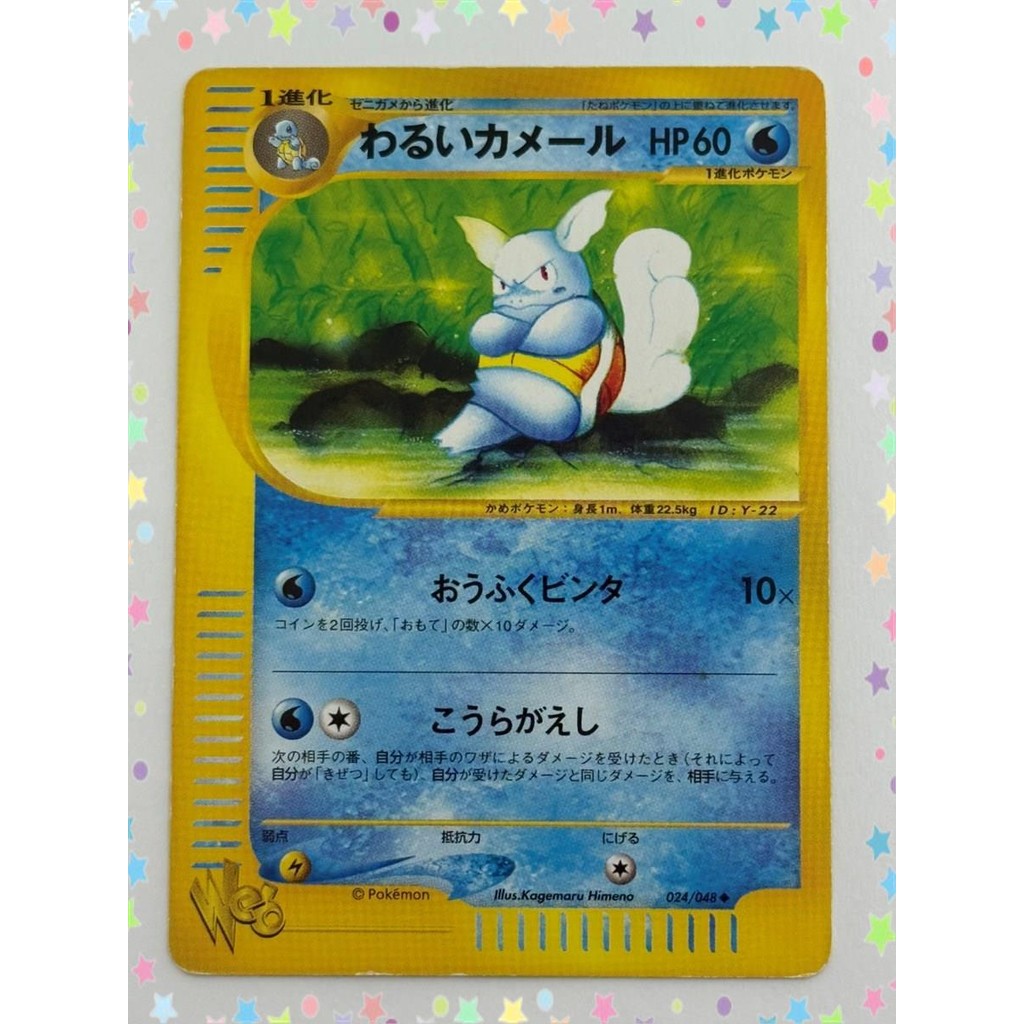 1進化
セニガメから進化
「たねポケモン」の上に重ねて進化させます。
わるいカメール HP60
1進化ポケモン
かめポケモン：身長1m、体重22.5kg ID:Y-22
おうふくビンタ 10×
コインを2回投げ、「おもて」の数×10ダメージ。
こうらがえし
次の相手の番、自分が相手のワザによるダメージを受けたとき（それによって
自分が「きぜつ」しても）、自分が受けたダメージと同じダメージを、相手に与える。
弱点 抵抗力 にげる
Web
© Pokémon Illus.Kagemaru Himeno 024/048◆